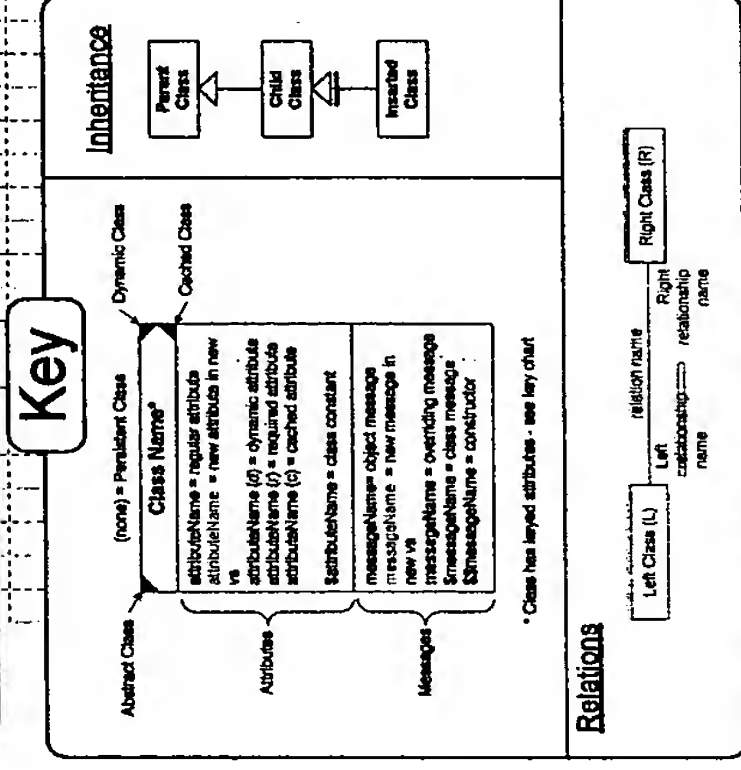 Key
(none) = Persistent Class
Abstract Class
Dynamic Class
Cached Class
Class Name*
attributeName = regular attribute
attributeName = new attribute in new
vs
attributeName (d) = dynamic attribute
attributeName (r) = required attribute
attributeName (c) = cached attribute
$attributeName = class constant
Attributes
messageName= object message
messageName = new message in
new vs
messageName = overriding message
$messageName = class message
$$messageName = constructor
Messages
* Class has keyed attributes - see key chart
Inheritance
Parent
Class
Child
Class
Inserted
Class
Relations
Left Class (L)
relation name
Left
relationship
name
Right
relationship
name
Right Class (R)